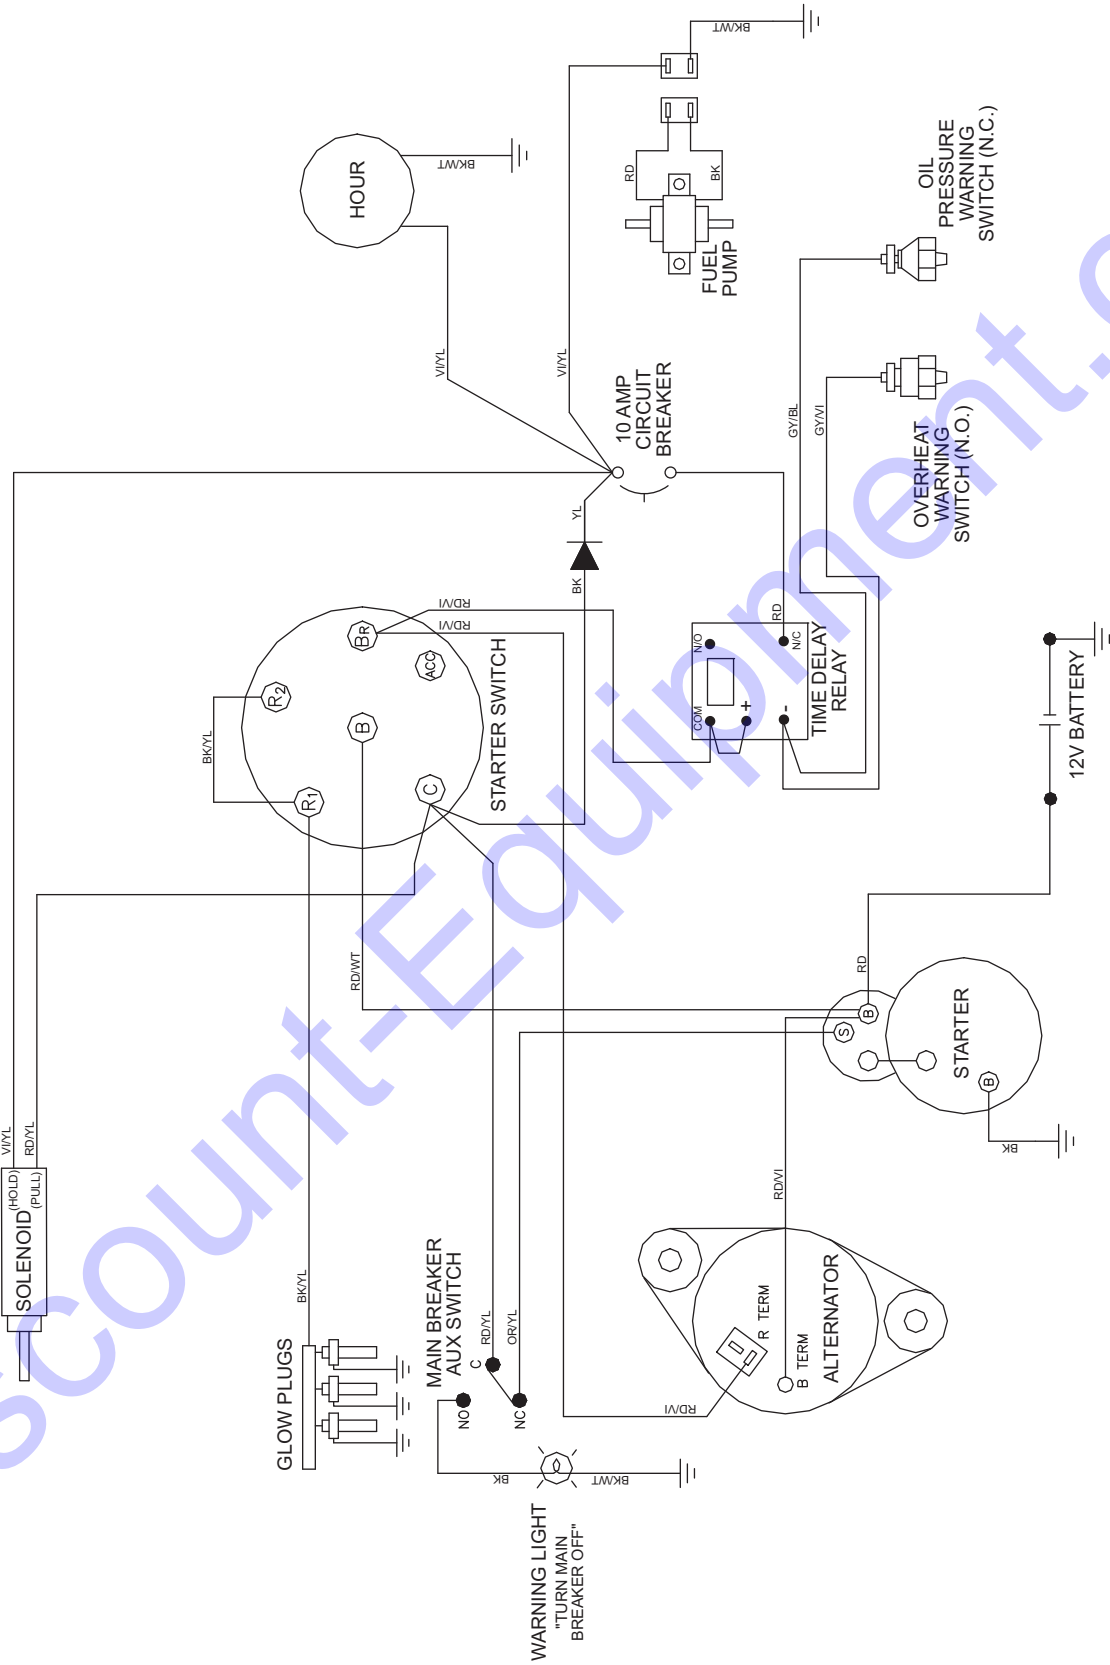 VI/YL
(HOLD)
SOLENOID
RD/YL
(PULL)
HOUR
BK/WT
BK/WT
RD
BK
FUEL
PUMP
OIL
PRESSURE
WARNING
SWITCH (N.C.)
VI/YL
VI/YL
10 AMP
CIRCUIT
BREAKER
GY/BL
GY/VI
OVERHEAT
WARNING
SWITCH (N.O.)
YL
BK
RD/VI
RD/VI
BK/YL
R1
R2
B
BR
ACC
C
STARTER SWITCH
RD
N/O
N/C
COM
+
-
TIME DELAY
RELAY
12V BATTERY
RD/WT
RD
B
S
B
STARTER
BK
BK/YL
GLOW PLUGS
MAIN BREAKER
AUX SWITCH
C
RD/YL
OR/YL
NO
NC
BK
BK/WT
WARNING LIGHT
"TURN MAIN
BREAKER OFF"
RD/VI
RD/VI
R TERM
B TERM
ALTERNATOR
scount-Equipment.c